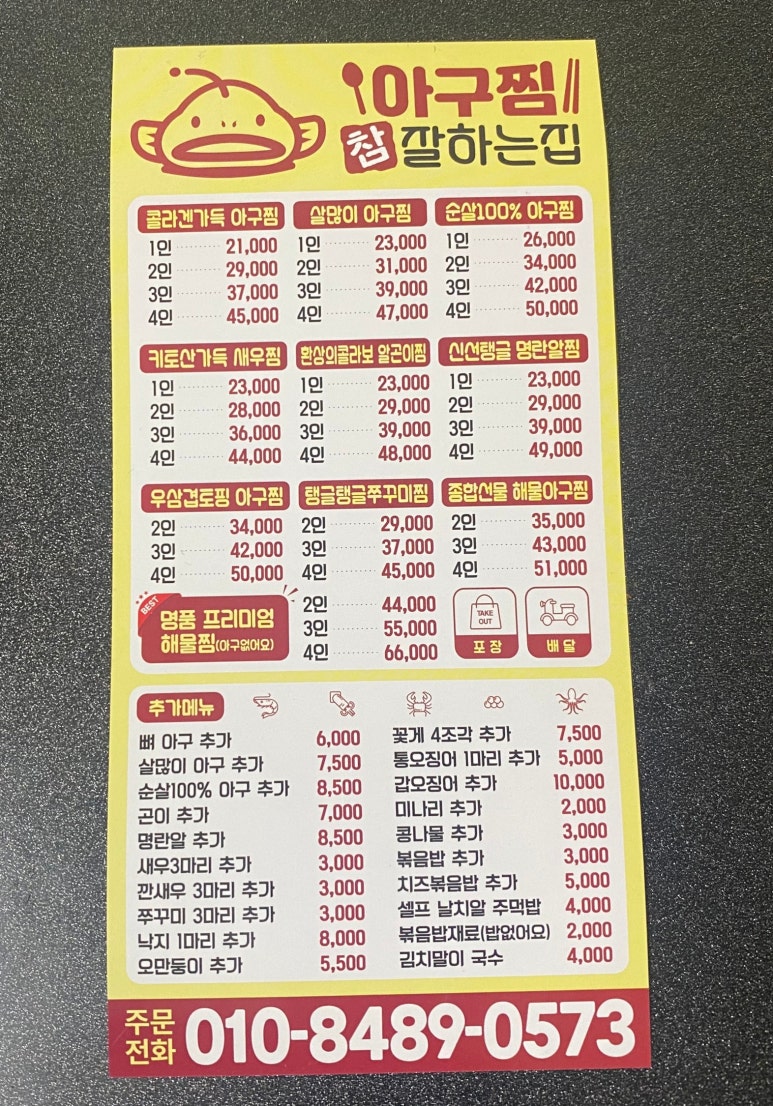 아구찜
참 잘하는집
콜라겐가득 아구찜
1인 21,000
2인 29,000
3인 37,000
4인 45,000
살많이 아구찜
1인 23,000
2인 31,000
3인 39,000
4인 47,000
순살100% 아구찜
1인 26,000
2인 34,000
3인 42,000
4인 50,000
키토산가득 새우찜
1인 23,000
2인 28,000
3인 36,000
4인 44,000
환상의콜라보 알곤이찜
1인 23,000
2인 29,000
3인 39,000
4인 48,000
신선탱글 명란알찜
1인 23,000
2인 29,000
3인 39,000
4인 49,000
우삼겹토핑 아구찜
2인 34,000
3인 42,000
4인 50,000
탱글탱글쭈꾸미찜
2인 29,000
3인 37,000
4인 45,000
종합선물 해물아구찜
2인 35,000
3인 43,000
4인 51,000
BEST
명품 프리미엄
해물찜(아구없어요)
2인 44,000
3인 55,000
4인 66,000
TAKE
OUT
포장
배달
추가메뉴
뼈 아구 추가 6,000
살많이 아구 추가 7,500
순살100% 아구 추가 8,500
곤이 추가 7,000
명란알 추가 8,500
새우3마리 추가 3,000
깐새우 3마리 추가 3,000
쭈꾸미 3마리 추가 3,000
낙지 1마리 추가 8,000
오만둥이 추가 5,500
꽃게 4조각 추가 7,500
통오징어 1마리 추가 5,000
갑오징어 추가 10,000
미나리 추가 2,000
콩나물 추가 3,000
볶음밥 추가 3,000
치즈볶음밥 추가 5,000
셀프 날치알 주먹밥 4,000
볶음밥재료(밥없어요) 2,000
김치말이 국수 4,000
주문
전화 010-8489-0573